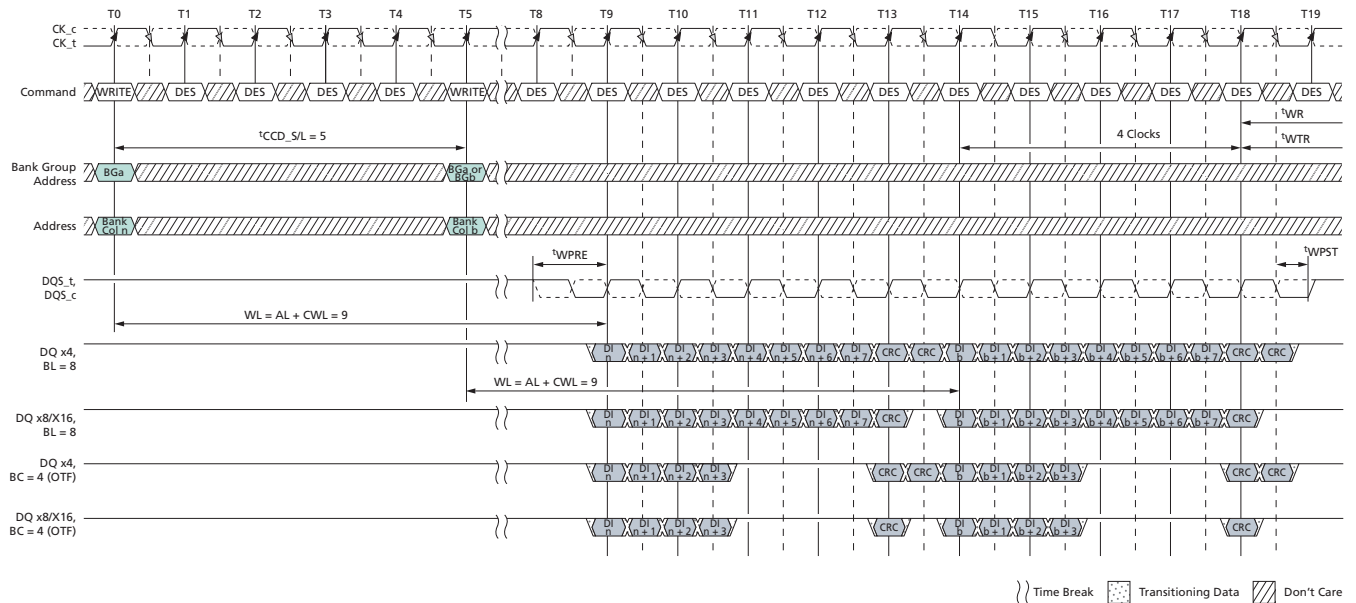 T0 T1 T2 T3 T4 T5 T8 T9 T10 T11 T12 T13 T14 T15 T16 T17 T18 T19
CK_c
CK_t
Command WRITE DES DES DES DES WRITE DES DES DES DES DES DES DES DES DES DES DES DES
tCCD_S/L = 5 4 Clocks tWR
tWTR
Bank Group
Address BGa BGa or
BGb
Address Bank
Col n Bank
Col b
tWPRE tWPST
DQS_t,
DQS_c
WL = AL + CWL = 9
DQ x4,
BL = 8 DI
n DI
n + 1 DI
n + 2 DI
n + 3 DI
n + 4 DI
n + 5 DI
n + 6 DI
n + 7 CRC CRC DI
b DI
b + 1 DI
b + 2 DI
b + 3 DI
b + 4 DI
b + 5 DI
b + 6 DI
b + 7 CRC CRC
WL = AL + CWL = 9
DQ x8/X16,
BL = 8 DI
n DI
n + 1 DI
n + 2 DI
n + 3 DI
n + 4 DI
n + 5 DI
n + 6 DI
n + 7 CRC DI
b DI
b + 1 DI
b + 2 DI
b + 3 DI
b + 4 DI
b + 5 DI
b + 6 DI
b + 7 CRC
DQ x4,
BC = 4 (OTF) DI
n DI
n + 1 DI
n + 2 DI
n + 3 CRC CRC DI
b DI
b + 1 DI
b + 2 DI
b + 3 CRC CRC
DQ x8/X16,
BC = 4 (OTF) DI
n DI
n + 1 DI
n + 2 DI
n + 3 CRC DI
b DI
b + 1 DI
b + 2 DI
b + 3 CRC
Time Break Transitioning Data Don't Care